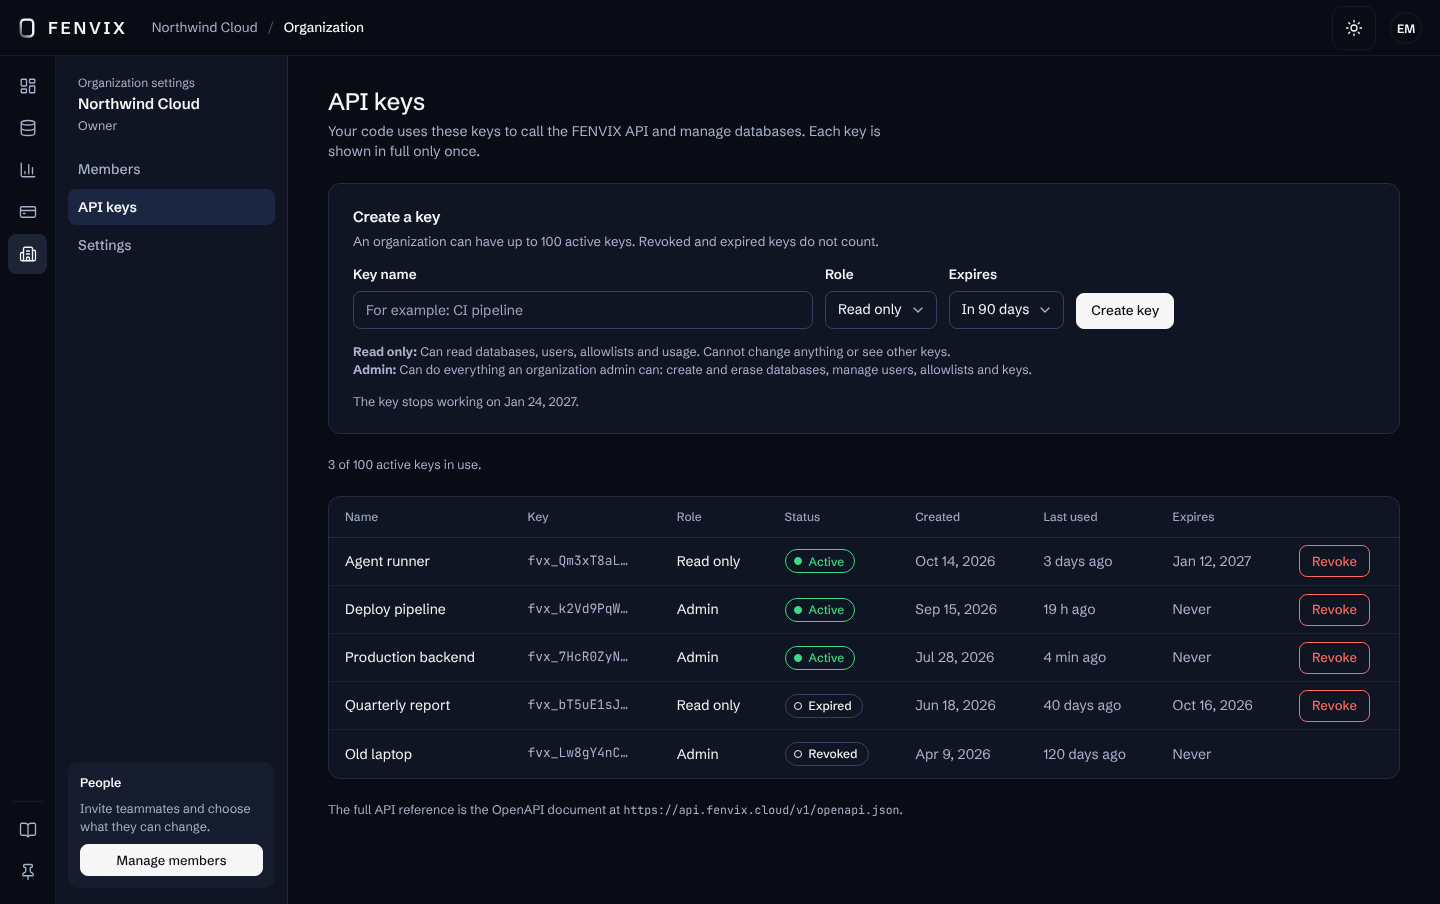 FENVIX
Northwind Cloud / Organization
EM
Organization settings
Northwind Cloud
Owner
Members
API keys
Settings
People
Invite teammates and choose
what they can change.
Manage members
API keys
Your code uses these keys to call the FENVIX API and manage databases. Each key is
shown in full only once.
Create a key
An organization can have up to 100 active keys. Revoked and expired keys do not count.
Key name Role Expires
For example: CI pipeline Read only In 90 days Create key
Read only: Can read databases, users, allowlists and usage. Cannot change anything or see other keys.
Admin: Can do everything an organization admin can: create and erase databases, manage users, allowlists and keys.
The key stops working on Jan 24, 2027.
3 of 100 active keys in use.
Name Key Role Status Created Last used Expires
Agent runner fvx_Qm3xT8aL… Read only Active Oct 14, 2026 3 days ago Jan 12, 2027 Revoke
Deploy pipeline fvx_k2Vd9PqW… Admin Active Sep 15, 2026 19 h ago Never Revoke
Production backend fvx_7HcR0ZyN… Admin Active Jul 28, 2026 4 min ago Never Revoke
Quarterly report fvx_bT5uE1sJ… Read only Expired Jun 18, 2026 40 days ago Oct 16, 2026 Revoke
Old laptop fvx_Lw8gY4nC… Admin Revoked Apr 9, 2026 120 days ago Never
The full API reference is the OpenAPI document at https://api.fenvix.cloud/v1/openapi.json.